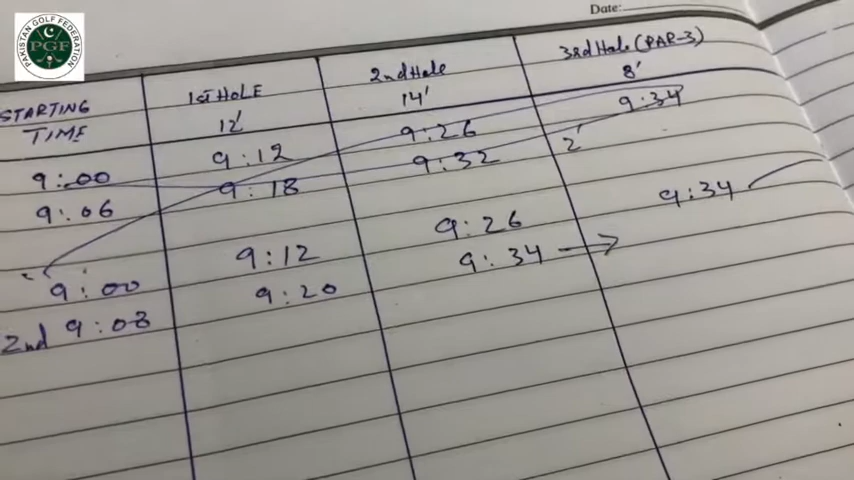 PAKISTAN GOLF FEDERATION
PGF
Date:
STARTING TIME 1st HOLE 12' 2nd Hole 14' 3rd Hole (PAR-3) 8'
9:00 9:12 9:26 9:34
9:06 9:18 9:32 2'
9:00 9:12 9:26 9:34
2nd 9:08 9:20 9:34 →